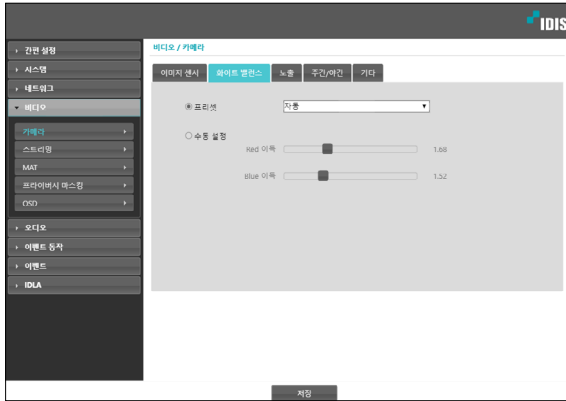 IDIS
간편 설정
시스템
네트워크
비디오
카메라
스트리밍
MAT
프라이버시 마스킹
OSD
오디오
이벤트 동작
이벤트
IDLA
비디오 / 카메라
이미지 센서 화이트 밸런스 노출 주간/야간 기타
프리셋 자동
수동 설정
Red 이득 1.68
Blue 이득 1.52
저장